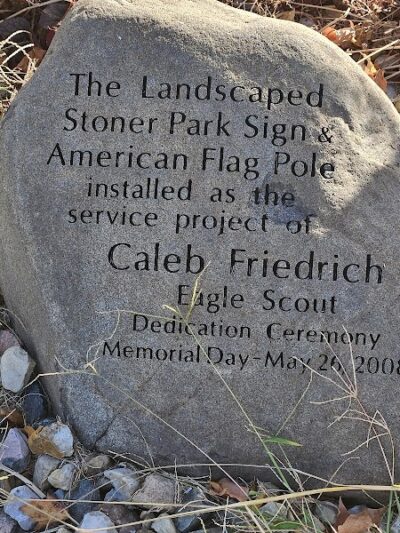 The Landscaped
Stoner Park Sign &
American Flag Pole
installed as the
service project of
Caleb Friedrich
Eagle Scout
Dedication Ceremony
Memorial Day-May 26, 2008